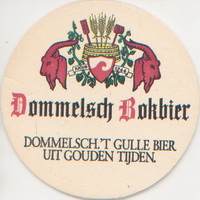 Dommelsch Bokbier
DOMMELSCH.'T GULLE BIER
UIT GOUDEN TIJDEN.